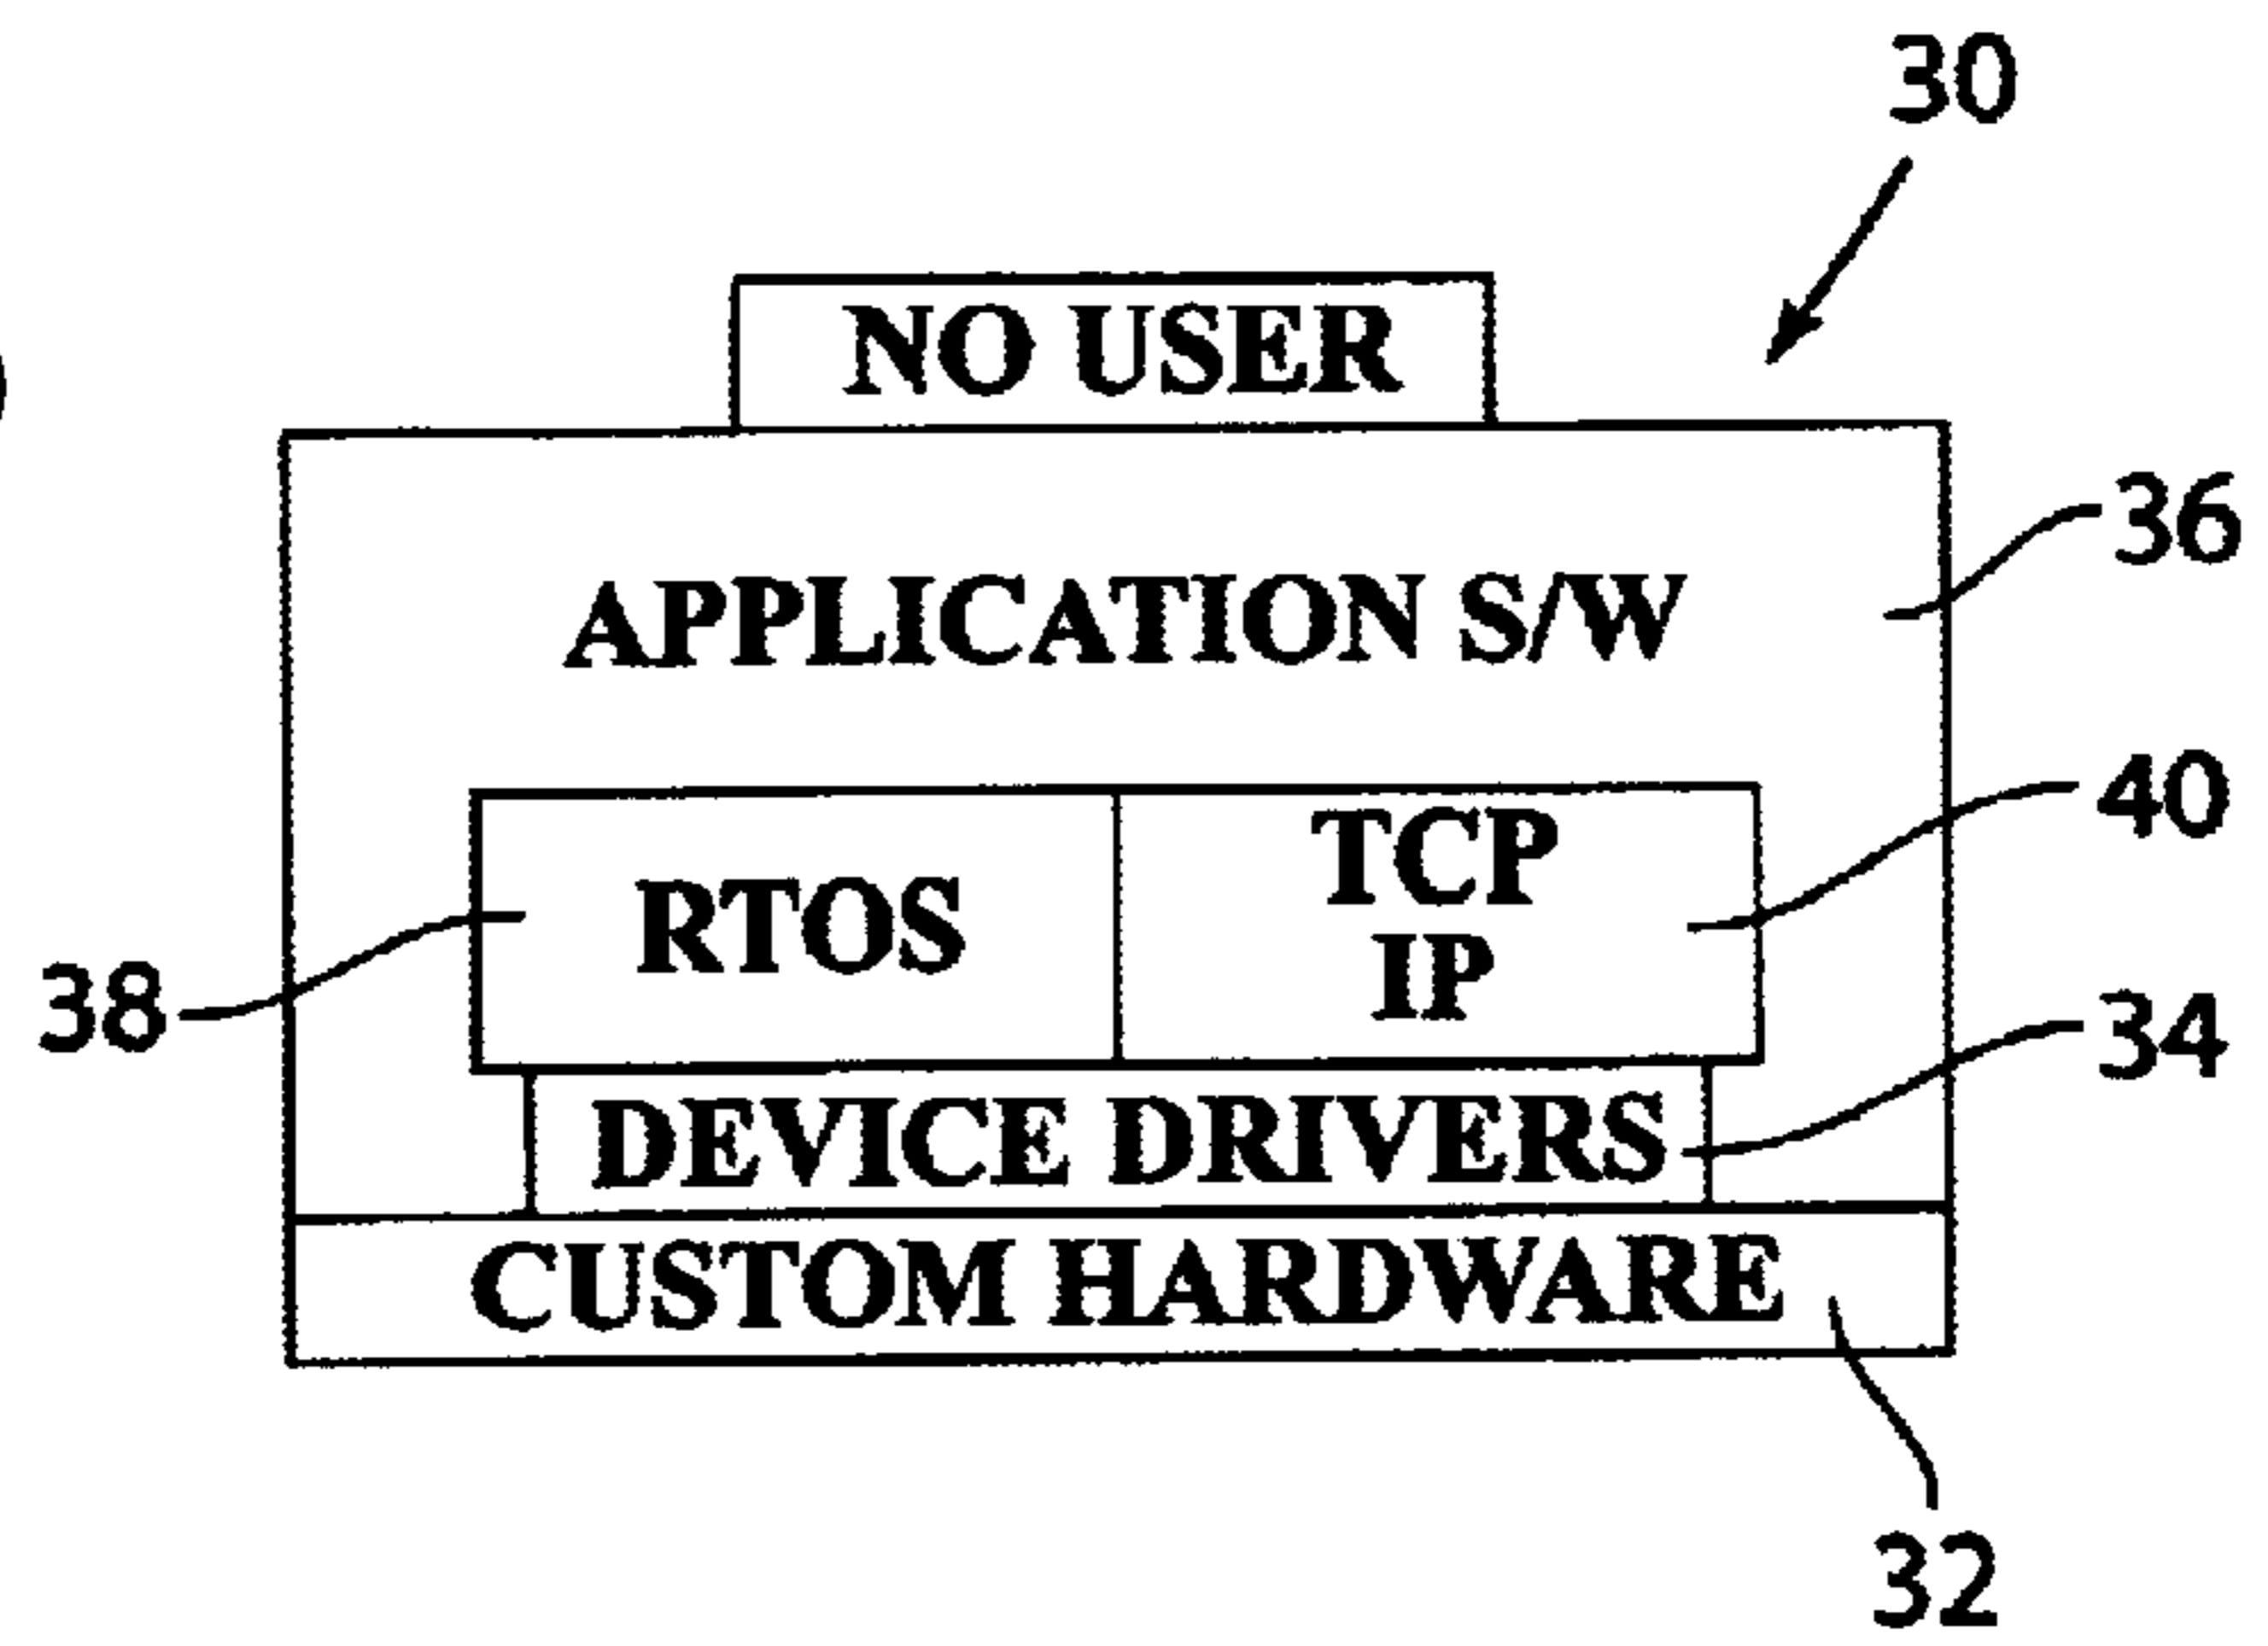 30
NO USER
36
APPLICATION S/W
40
TCP
RTOS
IP
38
34
DEVICE DRIVERS
CUSTOM HARDWARE
32